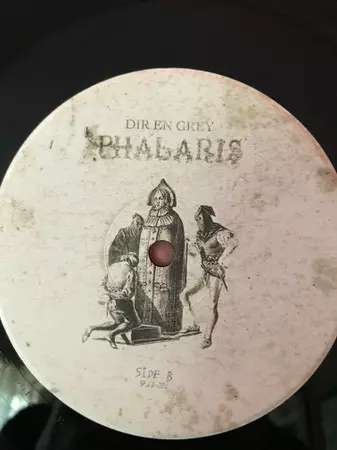 DIR EN GREY
PHALARIS
SIDE B